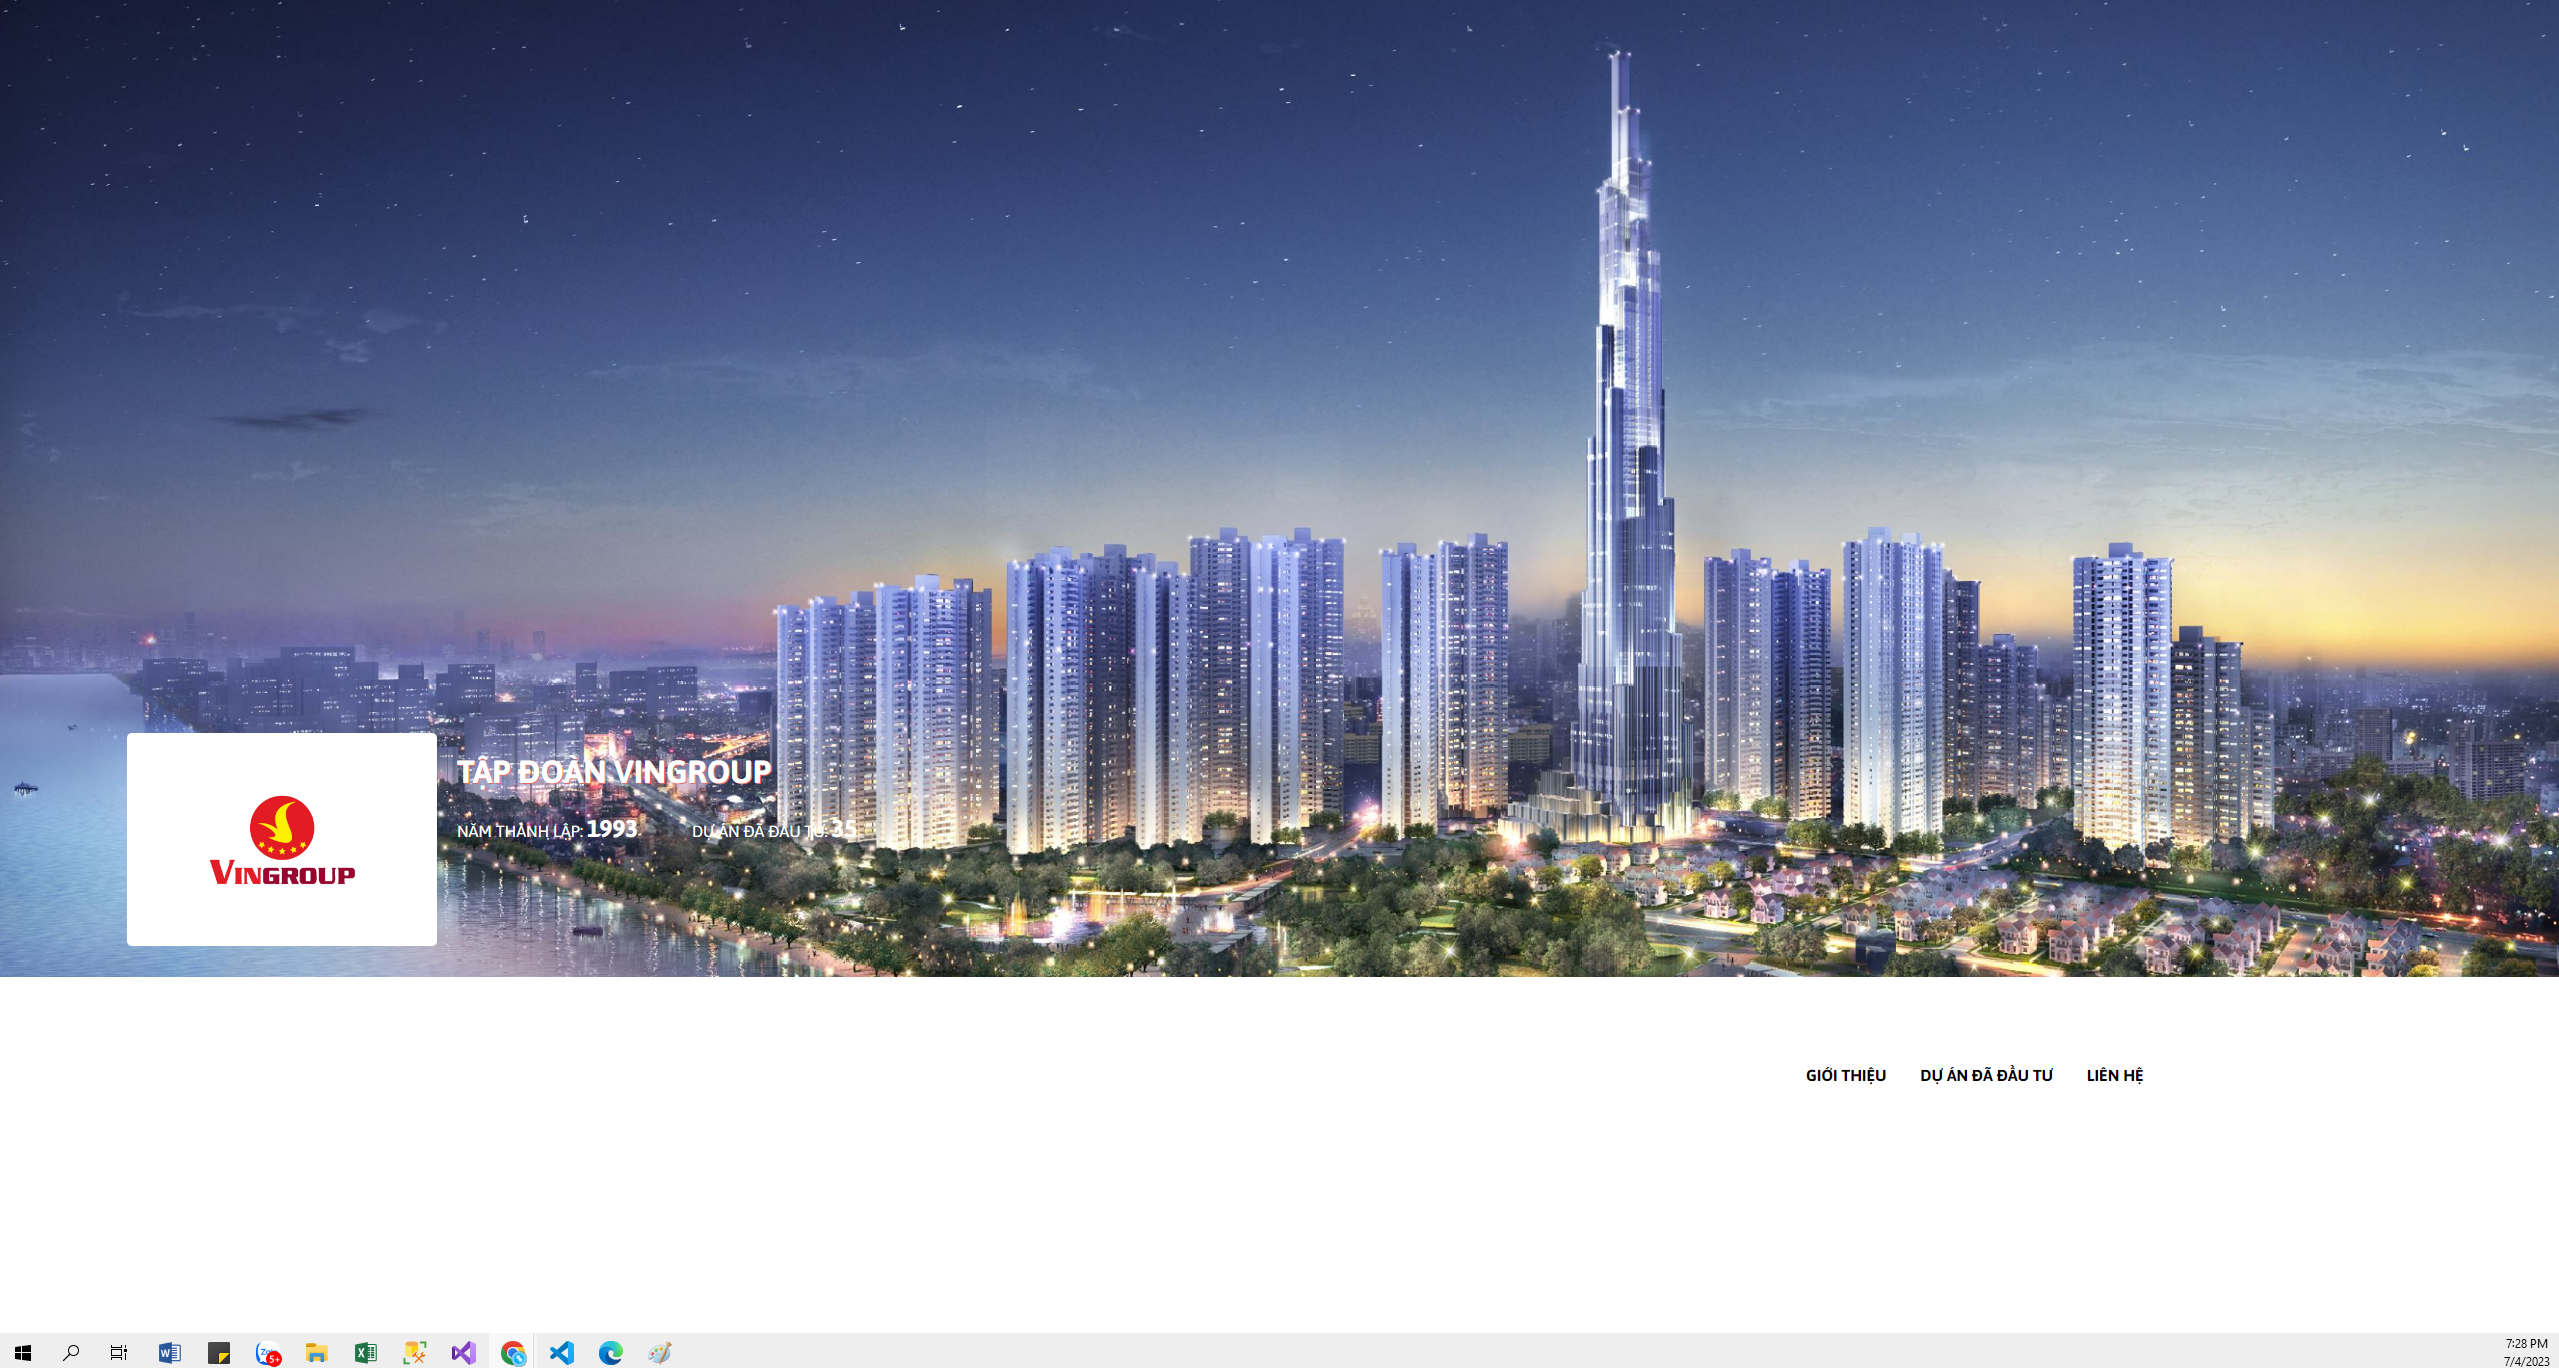 TẬP ĐOÀN VINGROUP
NĂM THÀNH LẬP: 1993 DỰ ÁN ĐÃ ĐẦU TƯ: 35
VINGROUP
GIỚI THIỆU DỰ ÁN ĐÃ ĐẦU TƯ LIÊN HỆ
5+
7:28 PM
7/4/2023